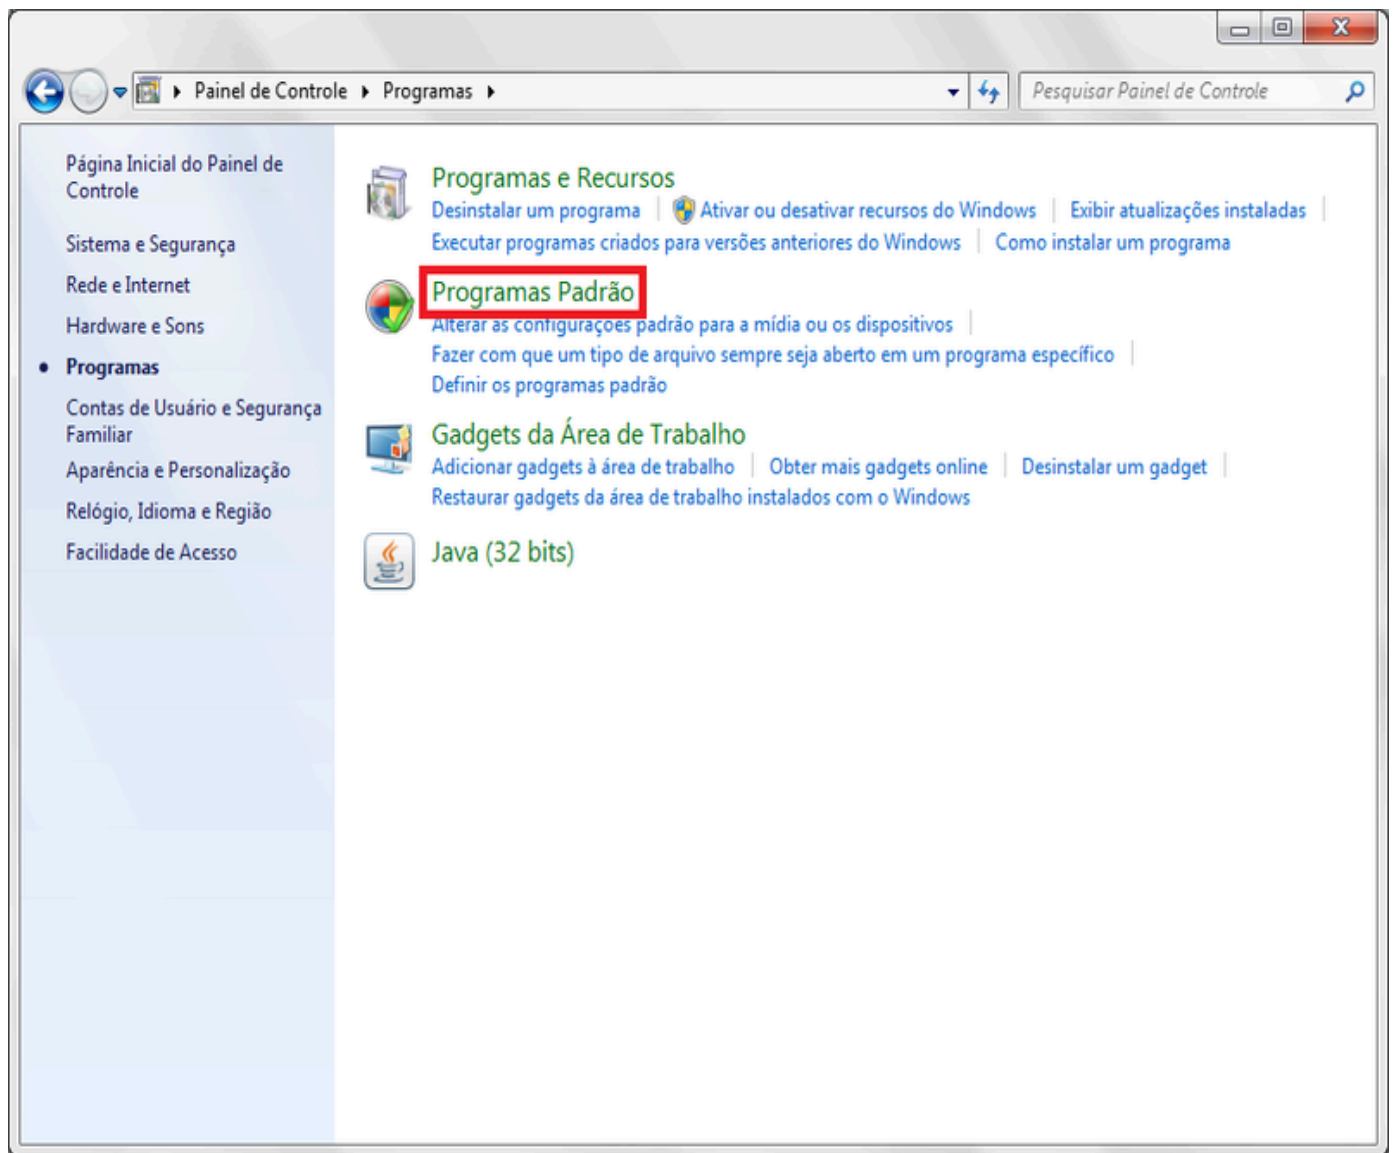 Painel de Controle Programas
Pesquisar Painel de Controle
Página Inicial do Painel de
Controle
Sistema e Segurança
Rede e Internet
Hardware e Sons
Programas
Contas de Usuário e Segurança
Familiar
Aparência e Personalização
Relógio, Idioma e Região
Facilidade de Acesso
Programas e Recursos
Desinstalar um programa Ativar ou desativar recursos do Windows Exibir atualizações instaladas
Executar programas criados para versões anteriores do Windows Como instalar um programa
Programas Padrão
Alterar as configurações padrão para a mídia ou os dispositivos
Fazer com que um tipo de arquivo sempre seja aberto em um programa específico
Definir os programas padrão
Gadgets da Área de Trabalho
Adicionar gadgets à área de trabalho Obter mais gadgets online Desinstalar um gadget
Restaurar gadgets da área de trabalho instalados com o Windows
Java (32 bits)